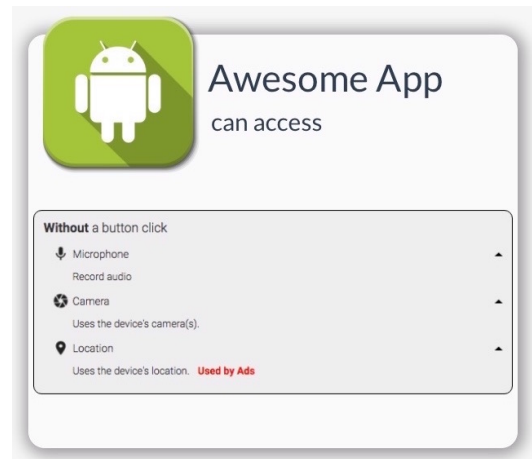 Awesome App
can access
Without a button click
Microphone
Record audio
Camera
Uses the device's camera(s).
Location
Uses the device's location. Used by Ads